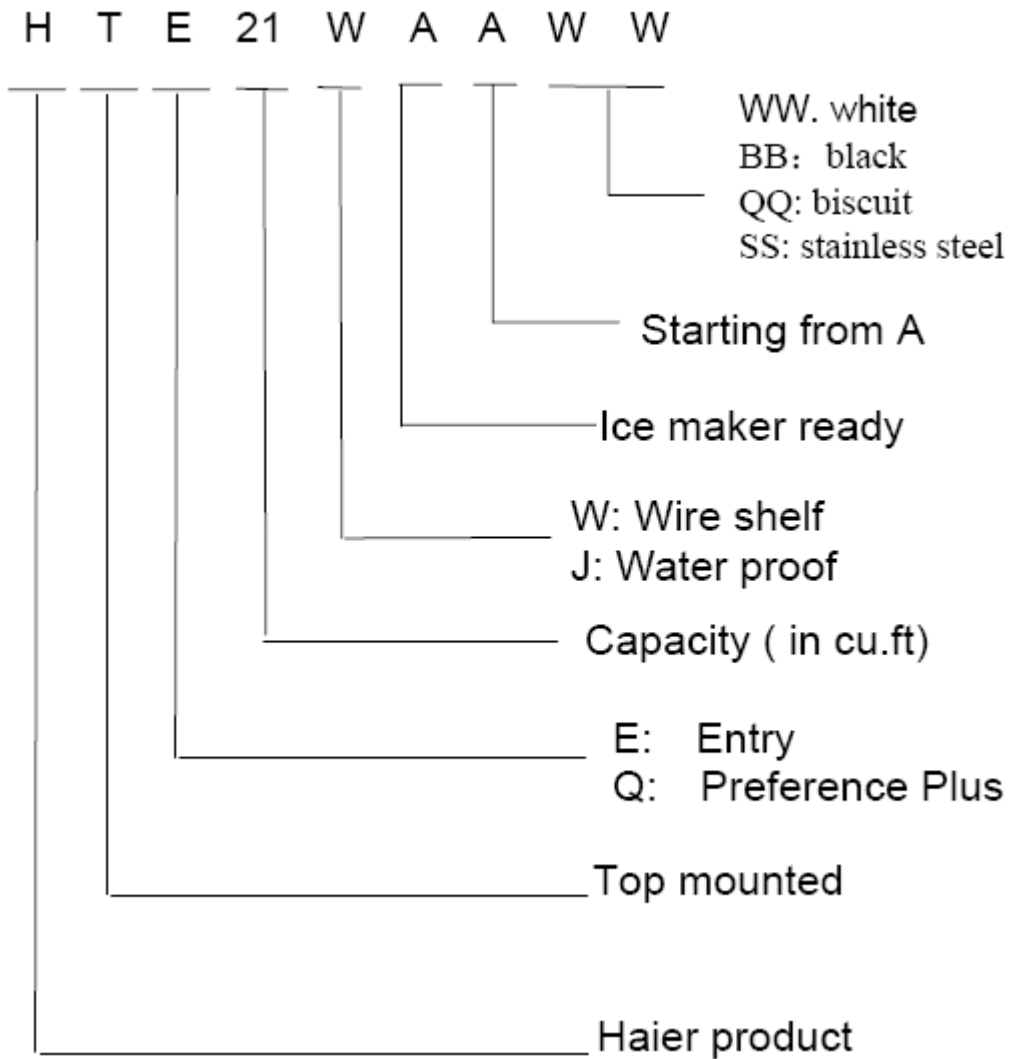 H T E 21 W A A W W
WW. white
BB： black
QQ: biscuit
SS: stainless steel
Starting from A
Ice maker ready
W: Wire shelf
J: Water proof
Capacity ( in cu.ft)
E: Entry
Q: Preference Plus
Top mounted
Haier product